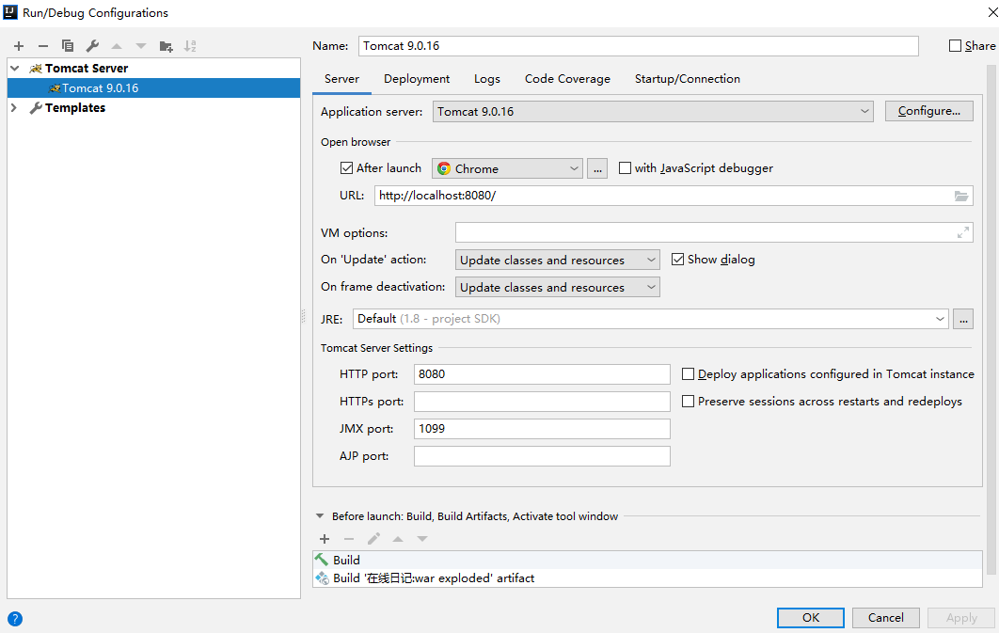 Run/Debug Configurations
Name: Tomcat 9.0.16 Share
Tomcat Server
Tomcat 9.0.16
Templates
Server Deployment Logs Code Coverage Startup/Connection
Application server: Tomcat 9.0.16 Configure...
Open browser
After launch Chrome ... with JavaScript debugger
URL: http://localhost:8080/
VM options:
On 'Update' action: Update classes and resources Show dialog
On frame deactivation: Update classes and resources
JRE: Default (1.8 - project SDK) ...
Tomcat Server Settings
HTTP port: 8080 Deploy applications configured in Tomcat instance
HTTPs port: Preserve sessions across restarts and redeploys
JMX port: 1099
AJP port:
Before launch: Build, Build Artifacts, Activate tool window
Build
Build '在线日记:war exploded' artifact
? OK Cancel Apply